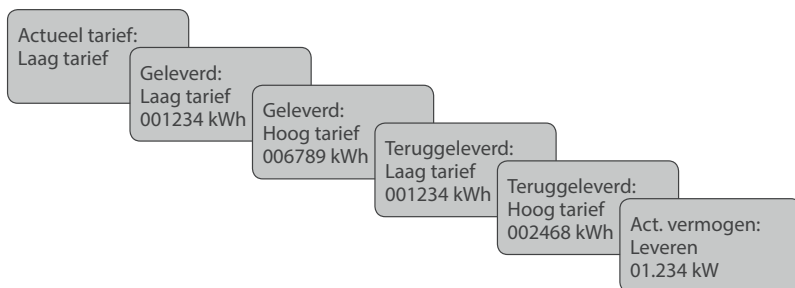 Actueel tarief:
Laag tarief
Geleverd:
Laag tarief
001234 kWh
Geleverd:
Hoog tarief
006789 kWh
Teruggeleverd:
Laag tarief
001234 kWh
Teruggeleverd:
Hoog tarief
002468 kWh
Act. vermogen:
Leveren
01.234 kW